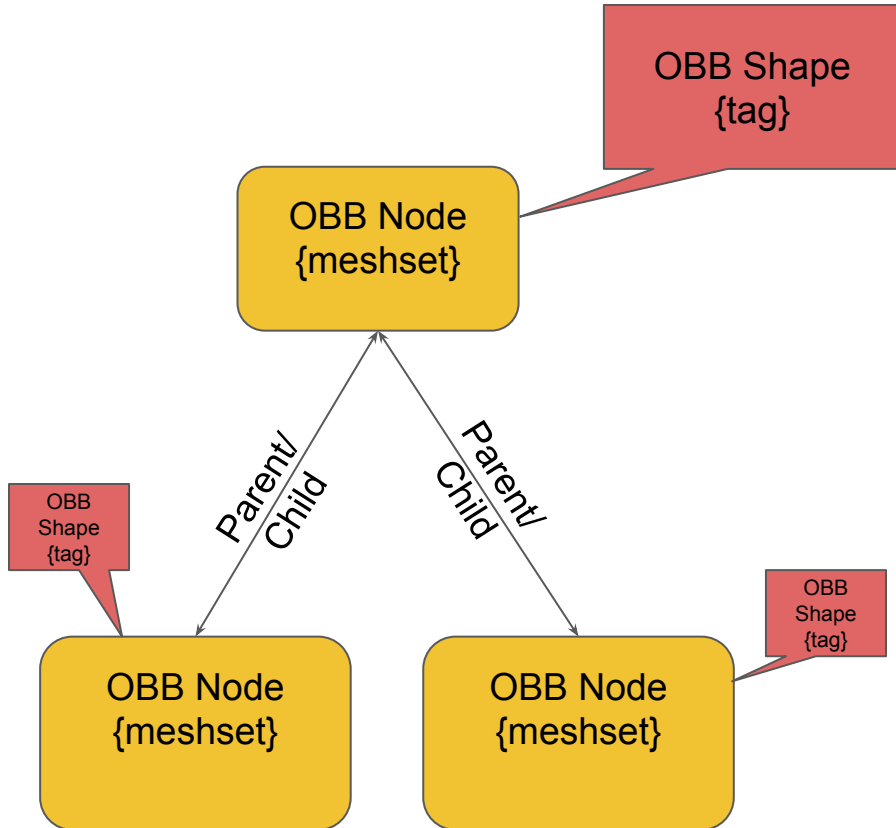 OBB Shape
{tag}
OBB Node
{meshset}
Parent/
Child
Parent/
Child
OBB
Shape
{tag}
OBB
Shape
{tag}
OBB Node
{meshset}
OBB Node
{meshset}